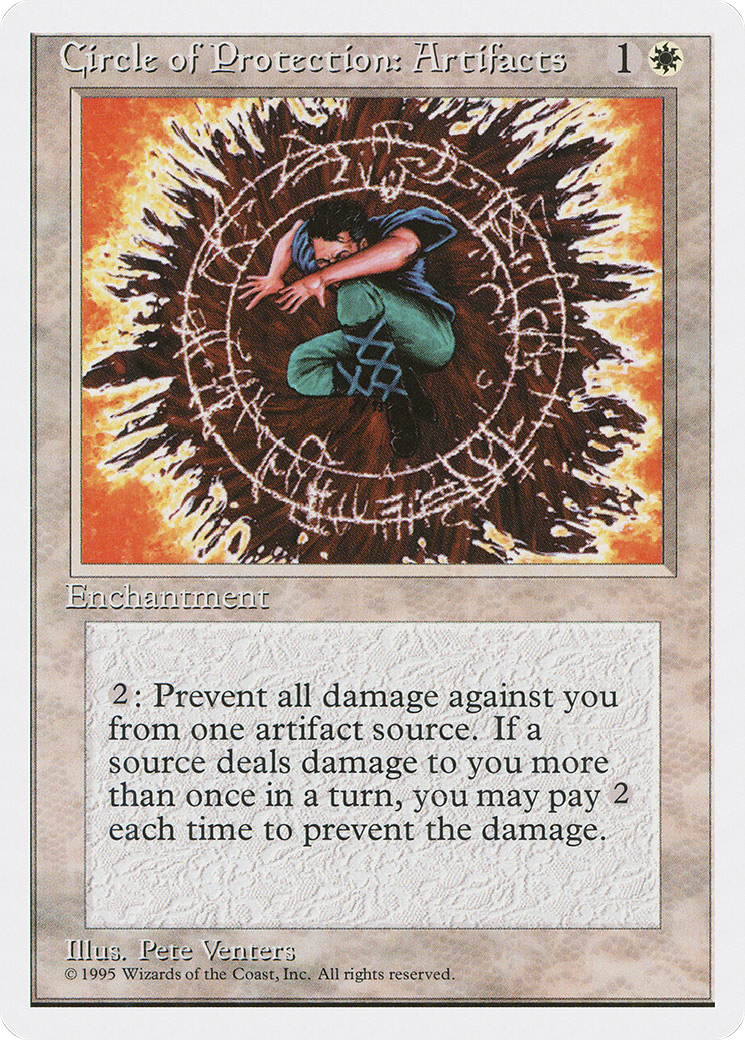 Circle of Protection: Artifacts 1
Enchantment
2: Prevent all damage against you
from one artifact source. If a
source deals damage to you more
than once in a turn, you may pay 2
each time to prevent the damage.
Illus. Pete Venters
© 1995 Wizards of the Coast, Inc. All rights reserved.